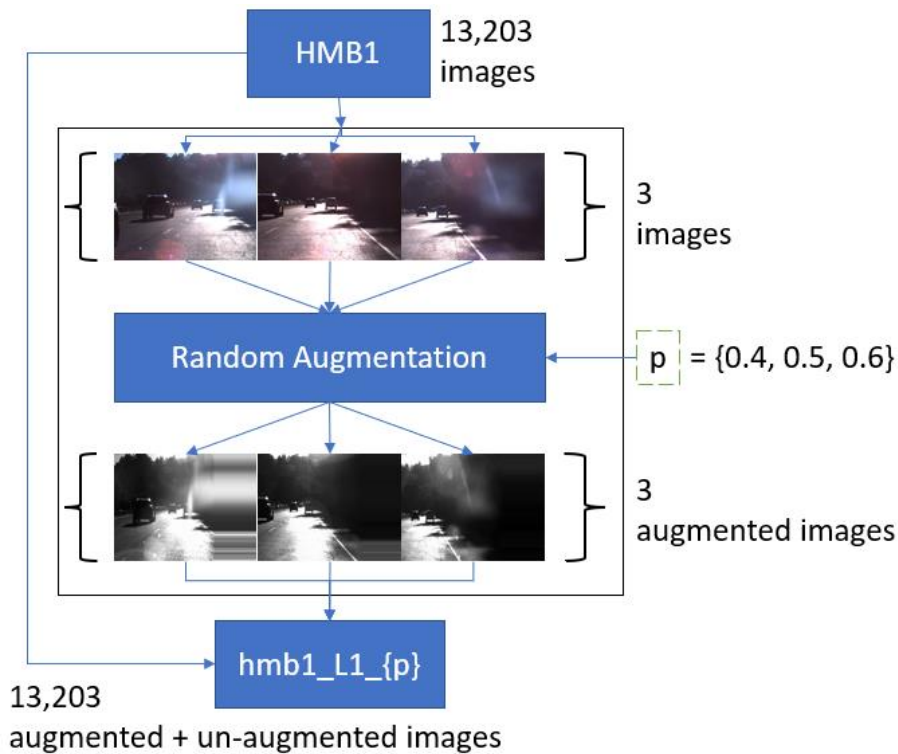 HMB1
13,203
images
3
images
Random Augmentation
p = {0.4, 0.5, 0.6}
3
augmented images
hmb1_L1_{p}
13,203
augmented + un-augmented images